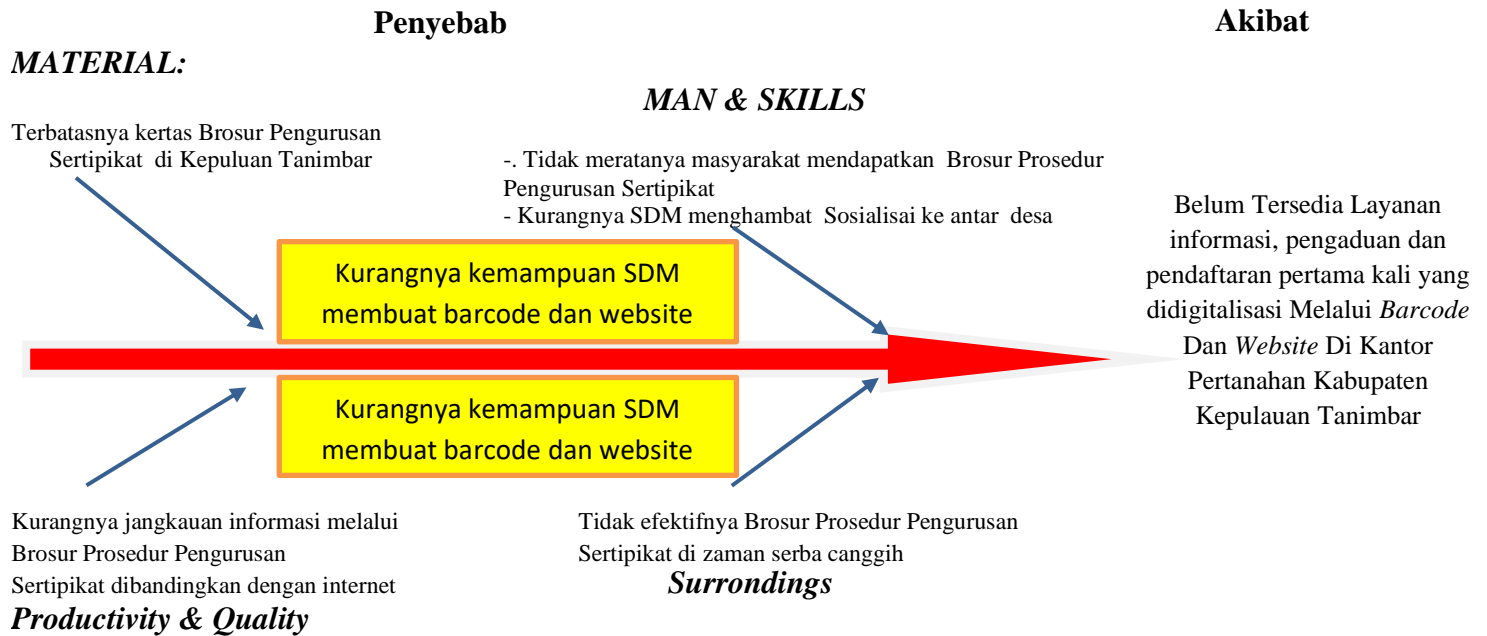 Penyebab
Akibat
MATERIAL:
MAN & SKILLS
Terbatasnya kertas Brosur Pengurusan
Sertipikat di Kepuluan Tanimbar
-. Tidak meratanya masyarakat mendapatkan Brosur Prosedur
Pengurusan Sertipikat
- Kurangnya SDM menghambat Sosialisai ke antar desa
Kurangnya kemampuan SDM
membuat barcode dan website
Kurangnya kemampuan SDM
membuat barcode dan website
Belum Tersedia Layanan
informasi, pengaduan dan
pendaftaran pertama kali yang
didigitalisasi Melalui Barcode
Dan Website Di Kantor
Pertanahan Kabupaten
Kepulauan Tanimbar
Kurangnya jangkauan informasi melalui
Brosur Prosedur Pengurusan
Sertipikat dibandingkan dengan internet
Productivity & Quality
Tidak efektifnya Brosur Prosedur Pengurusan
Sertipikat di zaman serba canggih
Surrondings